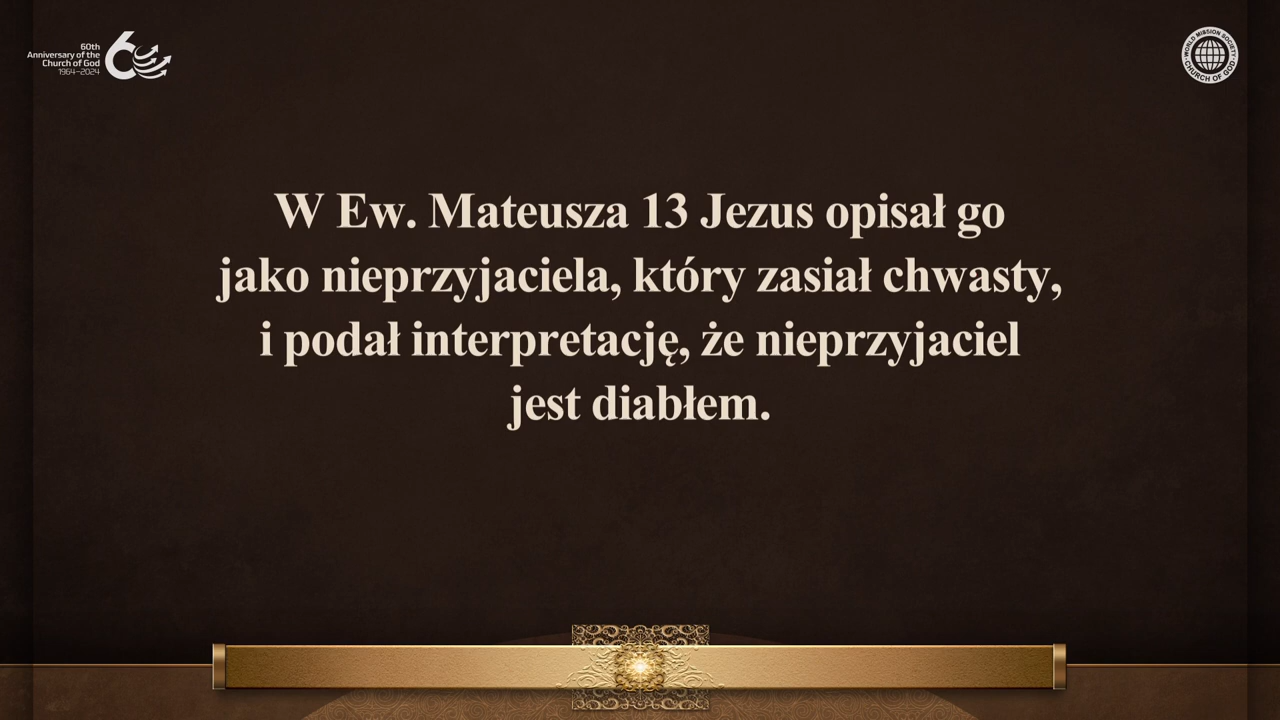 60th
Anniversary of the
Church of God
1964–2024
WORLD MISSION SOCIETY
CHURCH OF GOD
W Ew. Mateusza 13 Jezus opisał go
jako nieprzyjaciela, który zasiał chwasty,
i podał interpretację, że nieprzyjaciel
jest diabłem.